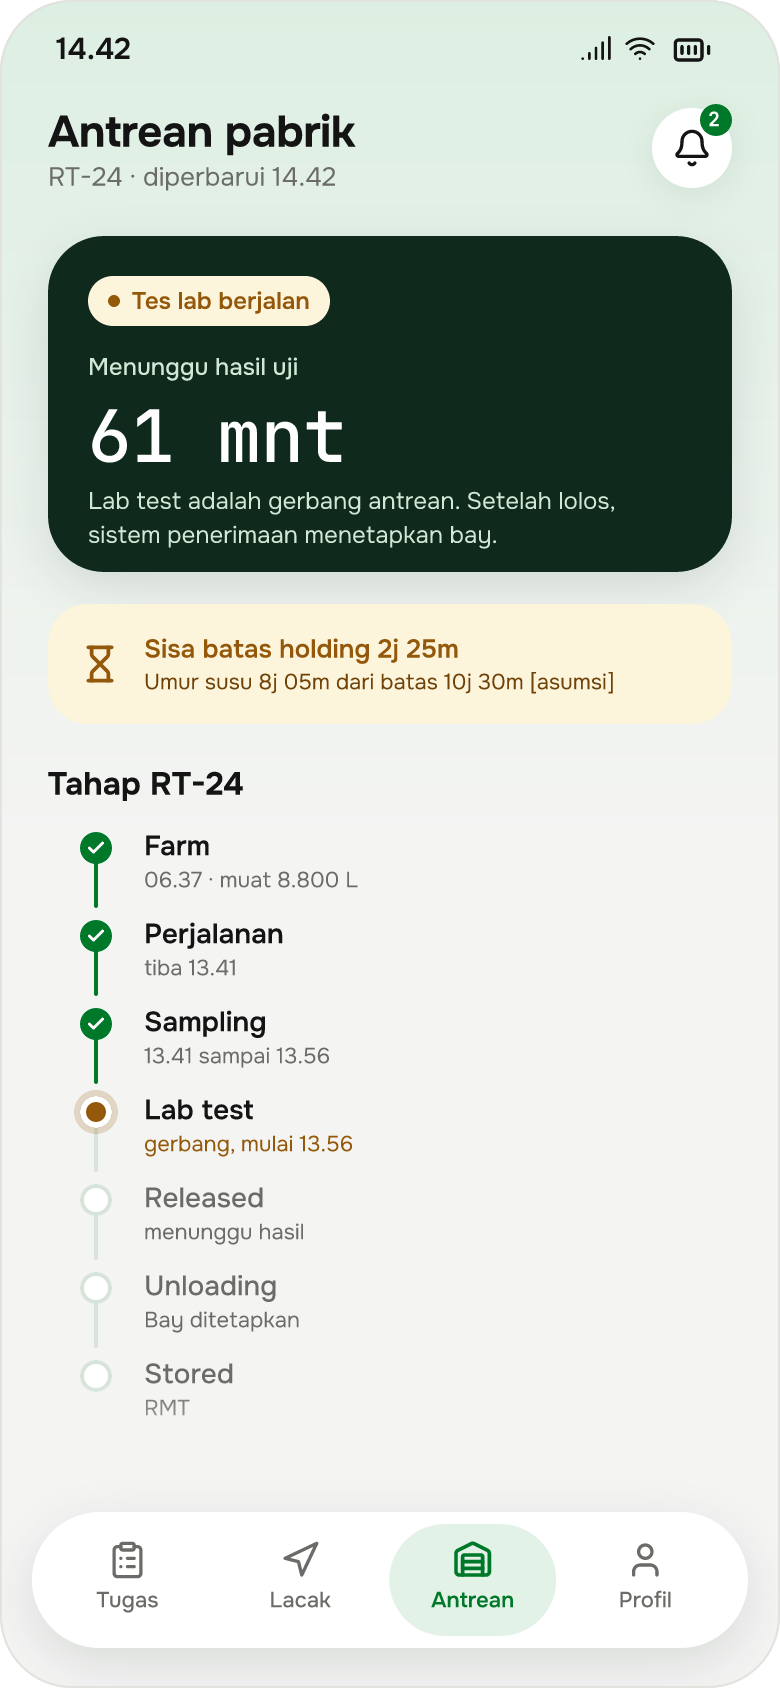 14.42
Antrean pabrik
2
RT-24 · diperbarui 14.42
Tes lab berjalan
Menunggu hasil uji
61 mnt
Lab test adalah gerbang antrean. Setelah lolos,
sistem penerimaan menetapkan bay.
Sisa batas holding 2j 25m
Umur susu 8j 05m dari batas 10j 30m [asumsi]
Tahap RT-24
Farm
06.37 · muat 8.800 L
Perjalanan
tiba 13.41
Sampling
13.41 sampai 13.56
Lab test
gerbang, mulai 13.56
Released
menunggu hasil
Unloading
Bay ditetapkan
Stored
RMT
Tugas
Lacak
Antrean
Profil